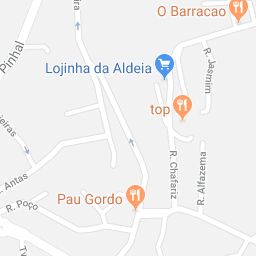 O Barracao
Pinhal
Lojinha da Aldeia
R. Jasmim
top
R. Antas
R. Chafariz
R. Alfazema
Pau Gordo
R. Poço